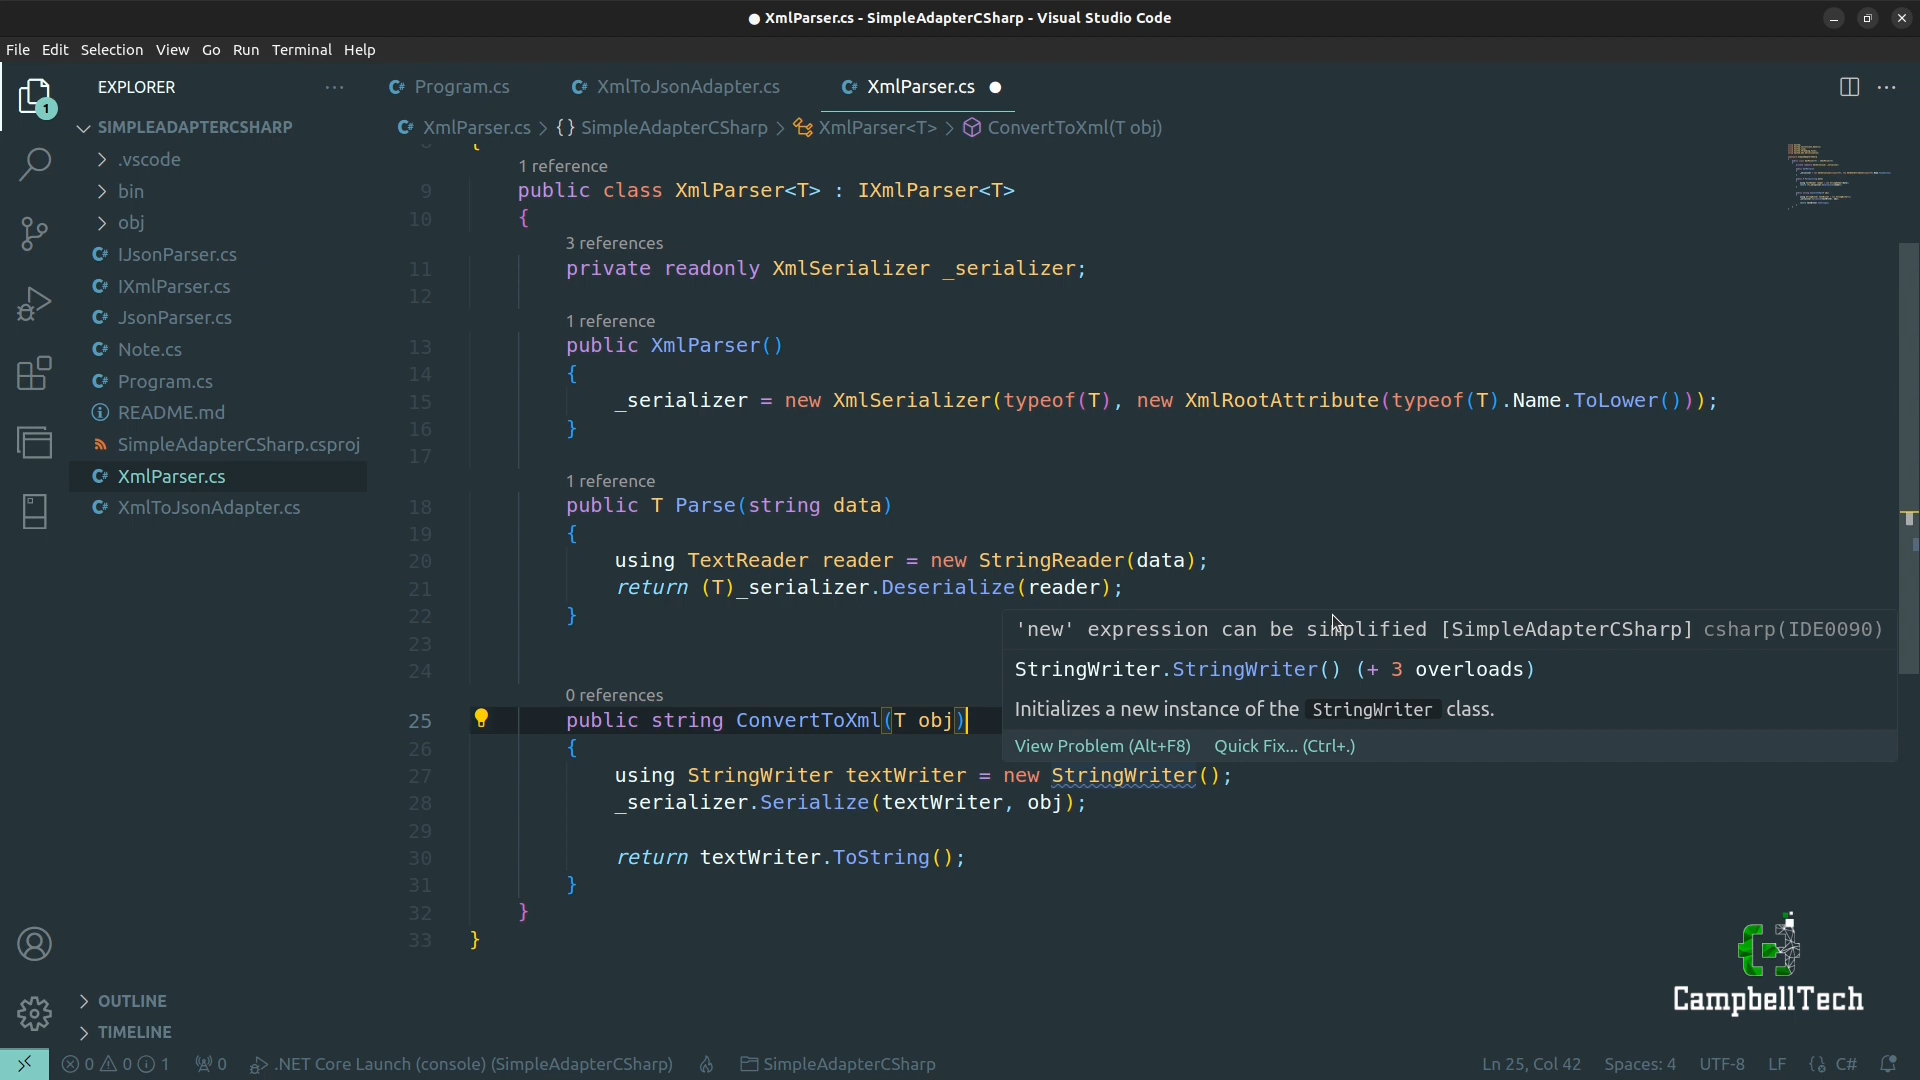 ● XmlParser.cs - SimpleAdapterCSharp - Visual Studio Code
File Edit Selection View Go Run Terminal Help
EXPLORER
1
SIMPLEADAPTERCSHARP
.vscode
bin
obj
IJsonParser.cs
IXmlParser.cs
JsonParser.cs
Note.cs
Program.cs
README.md
SimpleAdapterCSharp.csproj
XmlParser.cs
XmlToJsonAdapter.cs
OUTLINE
TIMELINE
Program.cs XmlToJsonAdapter.cs XmlParser.cs ●
XmlParser.cs > {} SimpleAdapterCSharp > XmlParser<T> > ConvertToXml(T obj)
8 {
1 reference
9 public class XmlParser<T> : IXmlParser<T>
10 {
3 references
11 private readonly XmlSerializer _serializer;
12
1 reference
13 public XmlParser()
14 {
15 _serializer = new XmlSerializer(typeof(T), new XmlRootAttribute(typeof(T).Name.ToLower()));
16 }
17
1 reference
18 public T Parse(string data)
19 {
20 using TextReader reader = new StringReader(data);
21 return (T)_serializer.Deserialize(reader);
22 }
23
24
0 references
25 public string ConvertToXml(T obj)
26 {
27 using StringWriter textWriter = new StringWriter();
28 _serializer.Serialize(textWriter, obj);
29
30 return textWriter.ToString();
31 }
32 }
33 }
'new' expression can be simplified [SimpleAdapterCSharp] csharp(IDE0090)
StringWriter.StringWriter() (+ 3 overloads)
Initializes a new instance of the StringWriter class.
View Problem (Alt+F8) Quick Fix... (Ctrl+.)
CampbellTech
0 0 1 0 .NET Core Launch (console) (SimpleAdapterCSharp) SimpleAdapterCSharp Ln 25, Col 42 Spaces: 4 UTF-8 LF C#